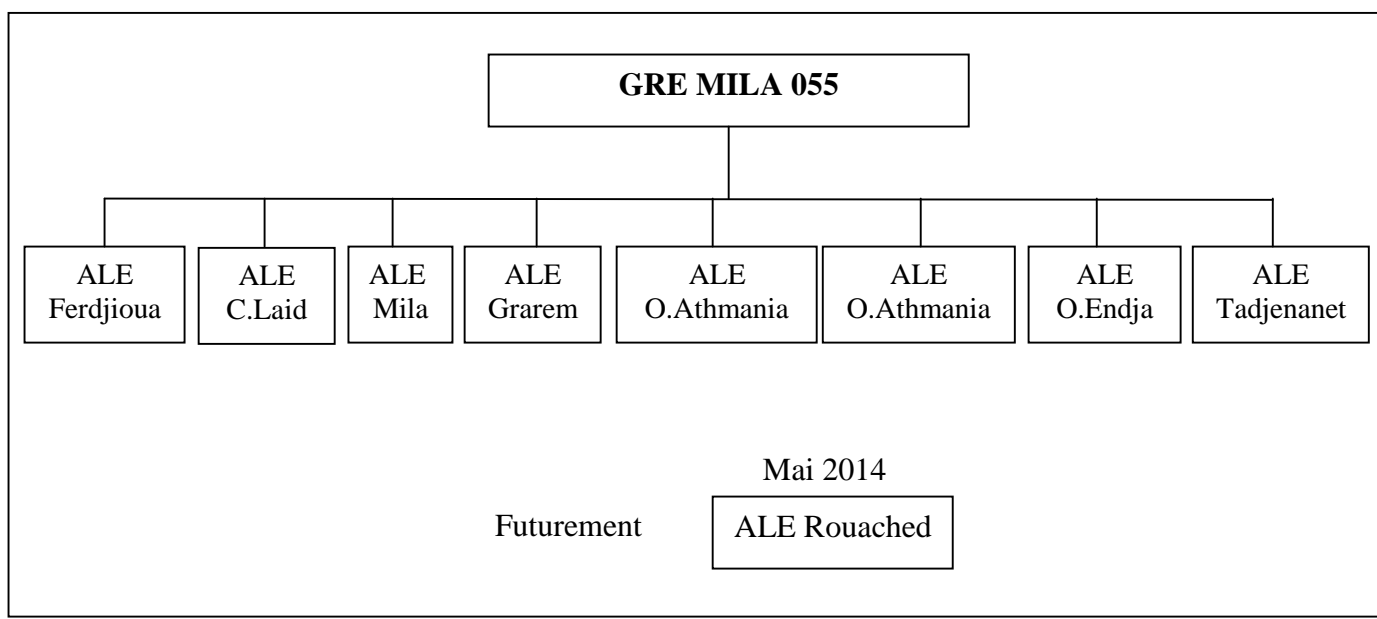 GRE MILA 055
ALE
Ferdjioua
ALE
C.Laid
ALE
Mila
ALE
Grarem
ALE
O.Athmania
ALE
O.Athmania
ALE
O.Endja
ALE
Tadjenanet
Mai 2014
Futurement
ALE Rouached